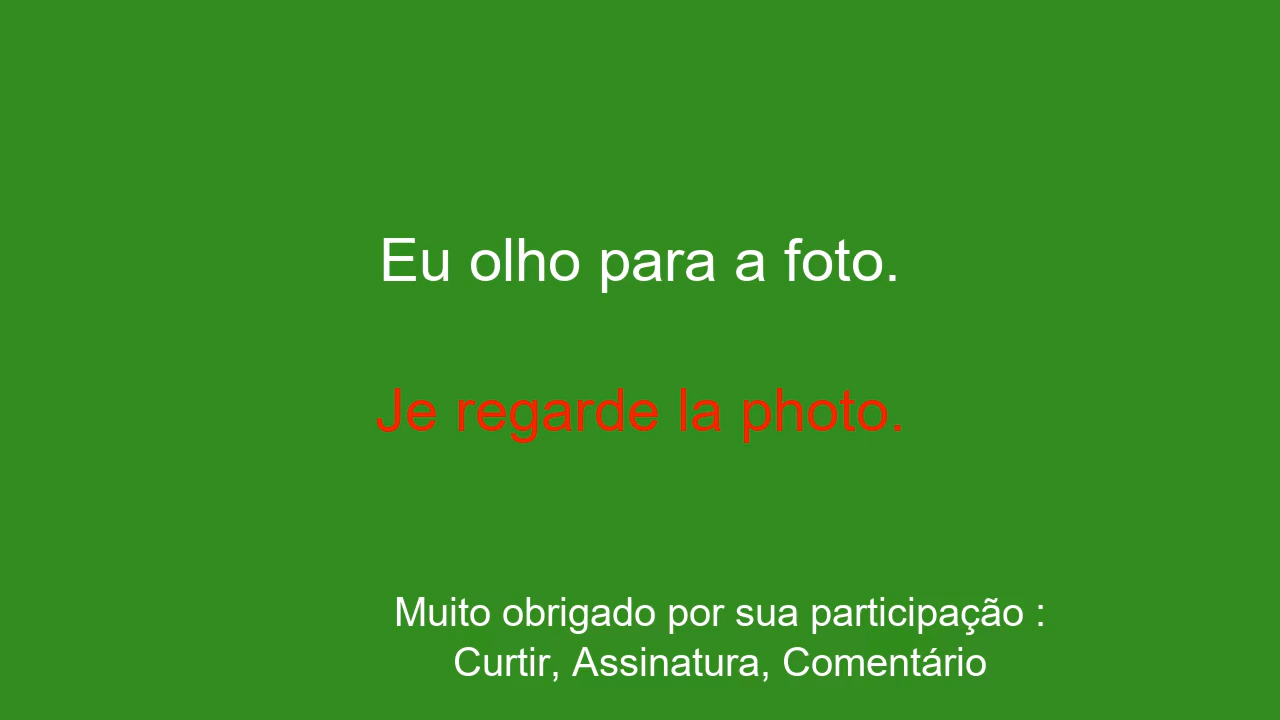 Eu olho para a foto.
Je regarde la photo.
Muito obrigado por sua participação :
Curtir, Assinatura, Comentário